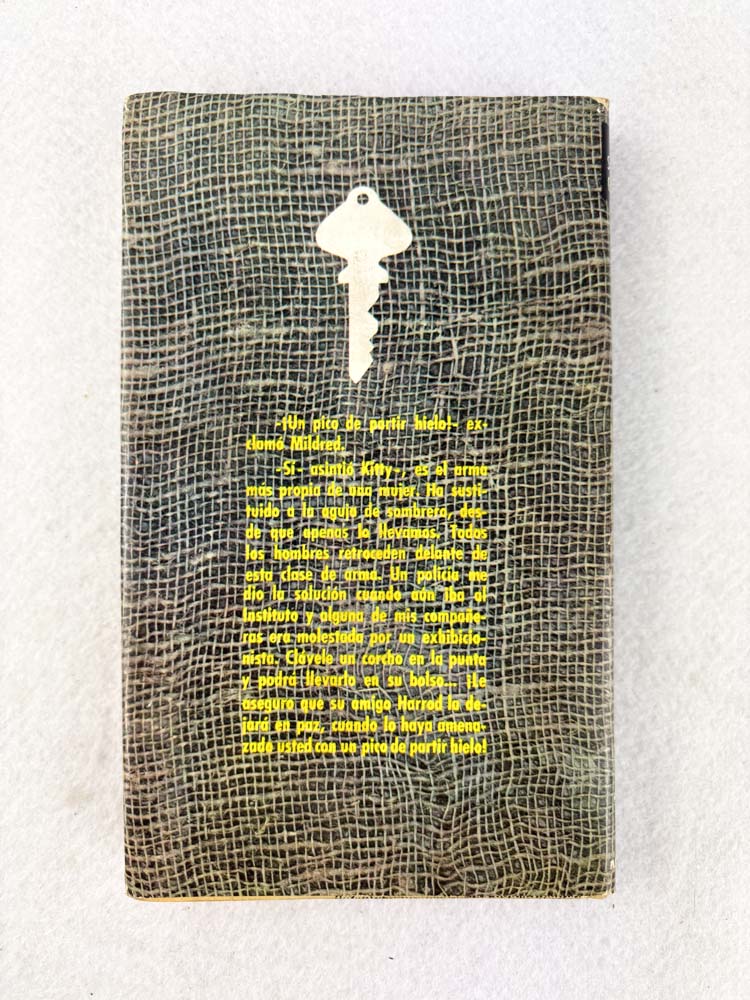 -¡Un pico de partir hielo!- ex-
clamó Mildred.
-Sí- asintió Kitty-, es el arma
más propia de una mujer. Ha susti-
tuido a la aguja de sombrero, des-
de que apenas lo llevamos. Todos
los hombres retroceden delante de
esta clase de arma. Un policía me
dio la solución cuando aún iba al
Instituto y alguna de mis compañe-
ras era molestada por un exhibicio-
nista. Clávele un corcho en la punta
y podrá llevarlo en su bolso... ¡Le
aseguro que su amigo Harrod la de-
jará en paz, cuando lo haya amena-
zado usted con un pico de partir hielo!